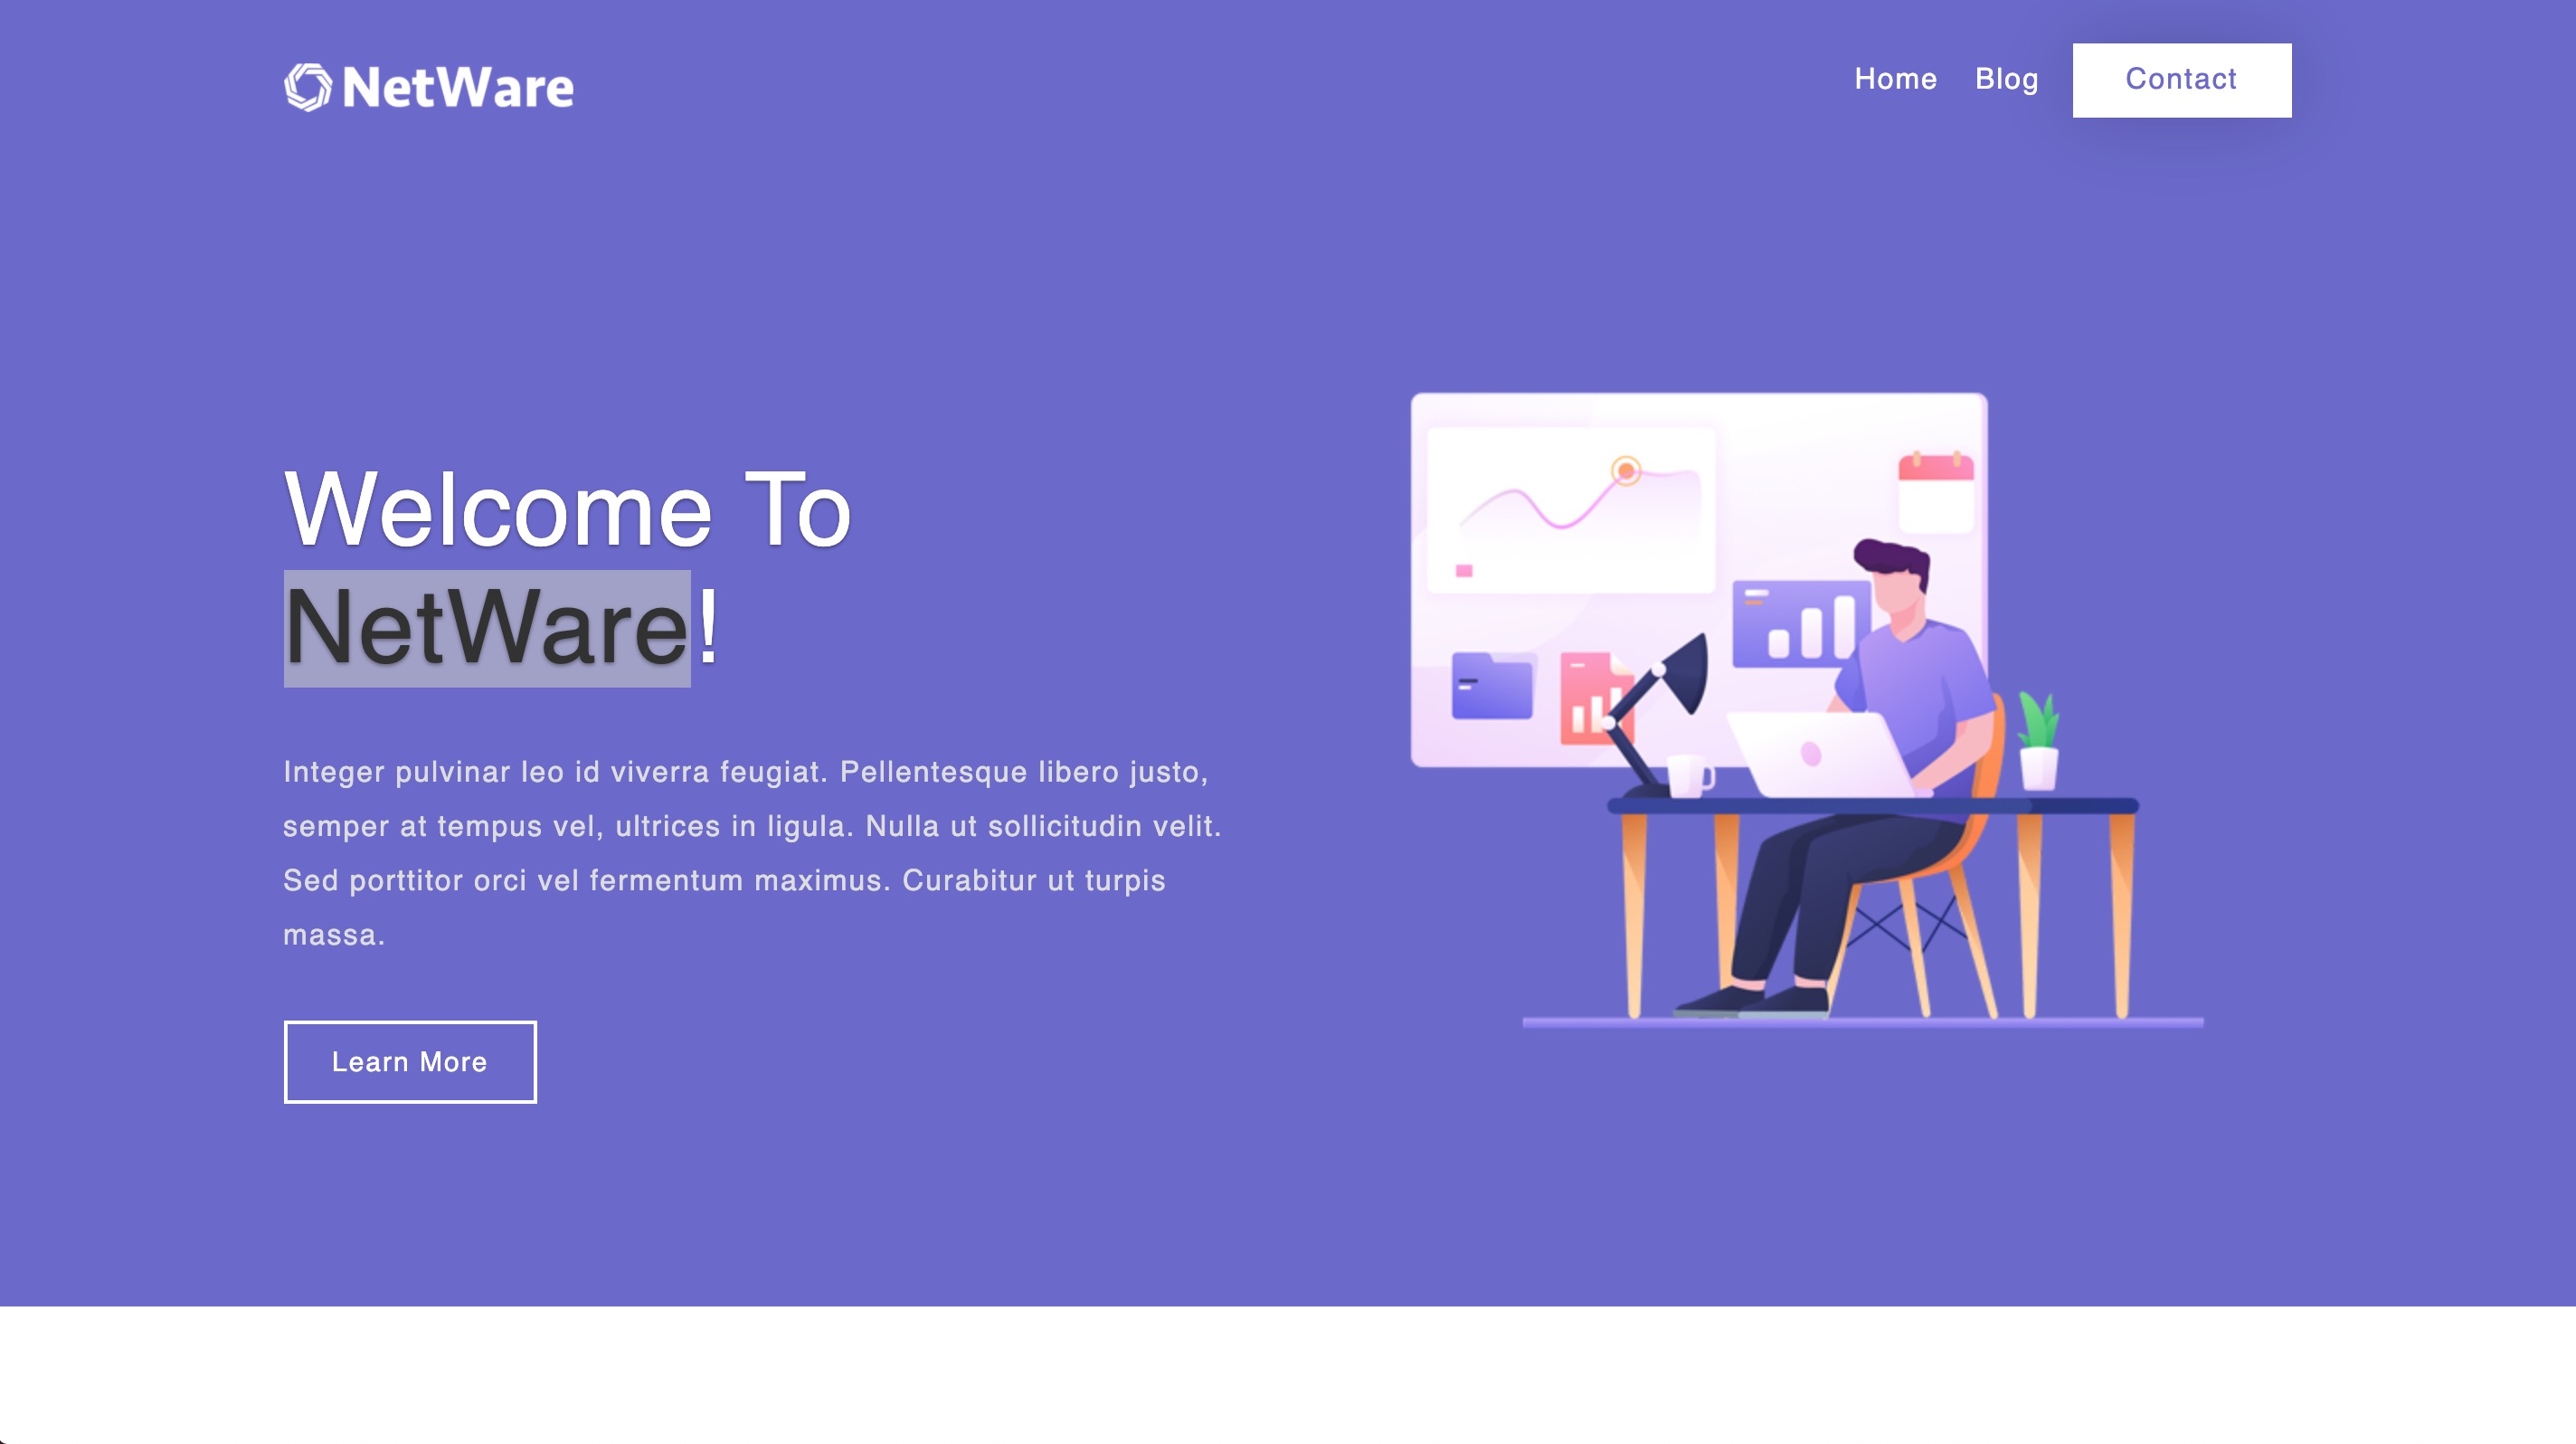 NetWare
Home Blog Contact
Welcome To
NetWare!
Integer pulvinar leo id viverra feugiat. Pellentesque libero justo,
semper at tempus vel, ultrices in ligula. Nulla ut sollicitudin velit.
Sed porttitor orci vel fermentum maximus. Curabitur ut turpis
massa.
Learn More